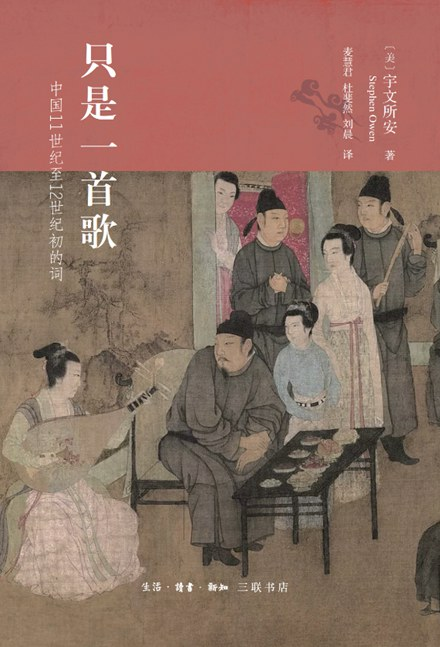 只是一首歌
中国11世纪至12世纪初的词
〔美〕宇文所安 著
Stephen Owen
麦慧君 杜斐然 刘晨 译
生活·讀書·新知 三联书店